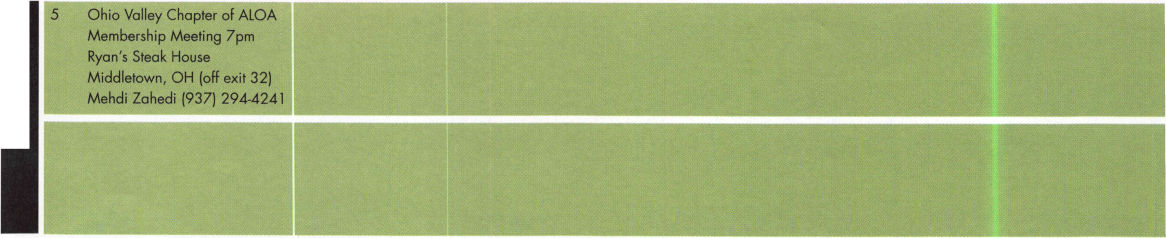 5 Ohio Valley Chapter of ALOA
Membership Meeting 7pm
Ryan's Steak House
Middletown, OH (off exit 32)
Mehdi Zahedi (937) 294-4241